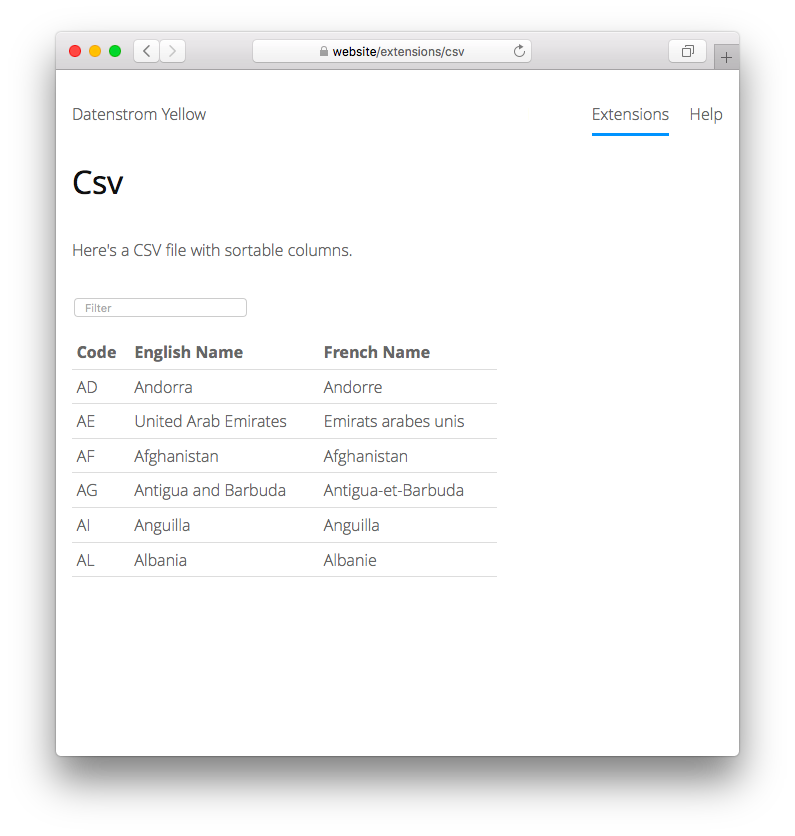 website/extensions/csv
Datenstrom Yellow Extensions Help
Csv
Here's a CSV file with sortable columns.
Filter
Code English Name French Name
AD Andorra Andorre
AE United Arab Emirates Emirats arabes unis
AF Afghanistan Afghanistan
AG Antigua and Barbuda Antigua-et-Barbuda
AI Anguilla Anguilla
AL Albania Albanie